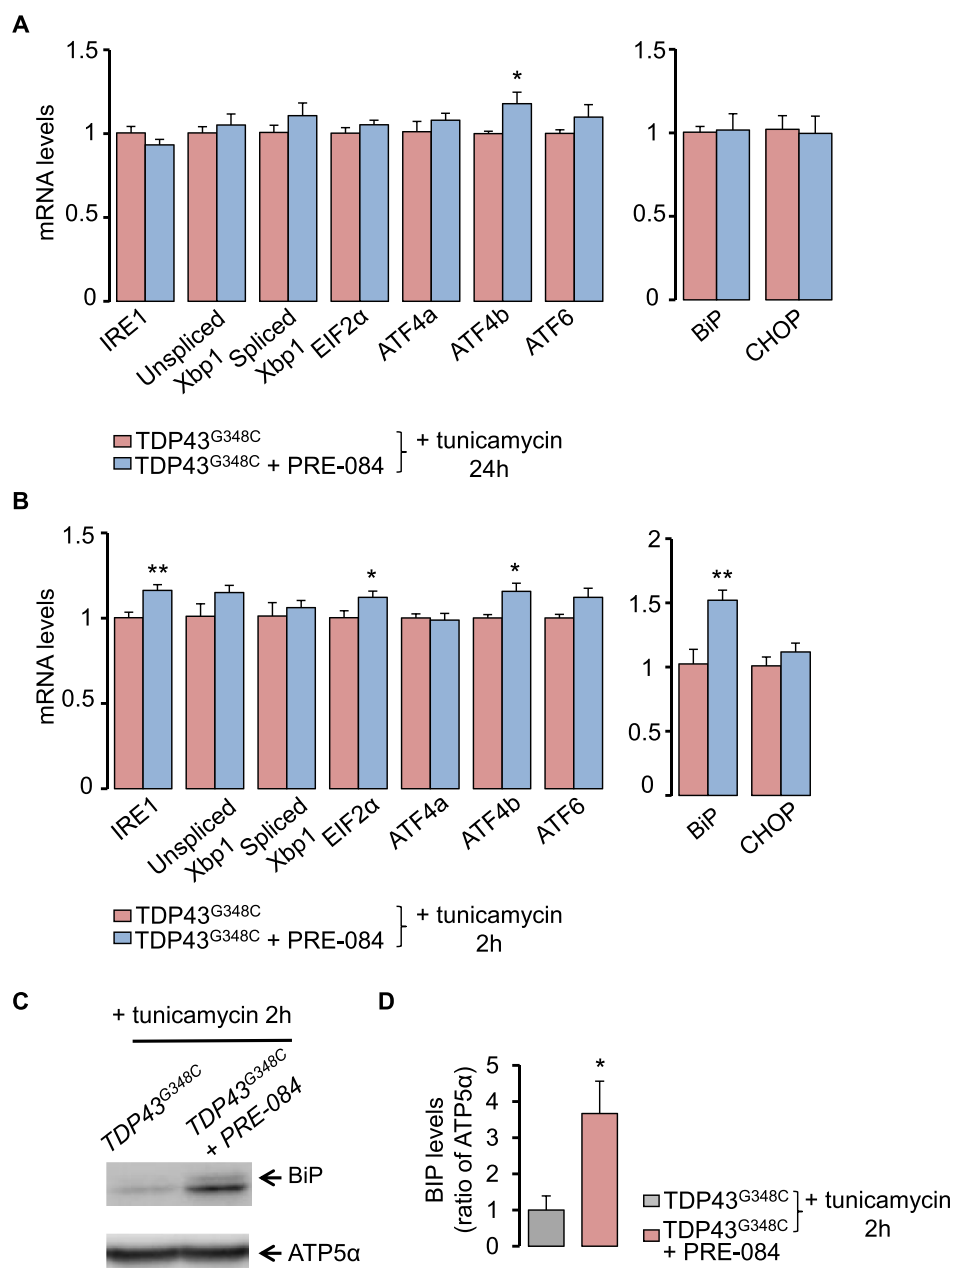 A
1.5
1
0.5
0
mRNA levels
*
IRE1
Unspliced
Xbp1
Spliced
Xbp1
EIF2α
ATF4a
ATF4b
ATF6
1.5
1
0.5
0
BiP
CHOP
TDP43G348C
TDP43G348C + PRE-084
+ tunicamycin
24h
B
1.5
1
0.5
0
mRNA levels
**
*
*
IRE1
Unspliced
Xbp1
Spliced
Xbp1
EIF2α
ATF4a
ATF4b
ATF6
2
1.5
1
0.5
0
**
BiP
CHOP
TDP43G348C
TDP43G348C + PRE-084
+ tunicamycin
2h
C
+ tunicamycin 2h
TDP43G348C
TDP43G348C
+ PRE-084
BiP
ATP5α
D
BIP levels
(ratio of ATP5α)
5
4
3
2
1
0
*
TDP43G348C
TDP43G348C
+ PRE-084
+ tunicamycin
2h